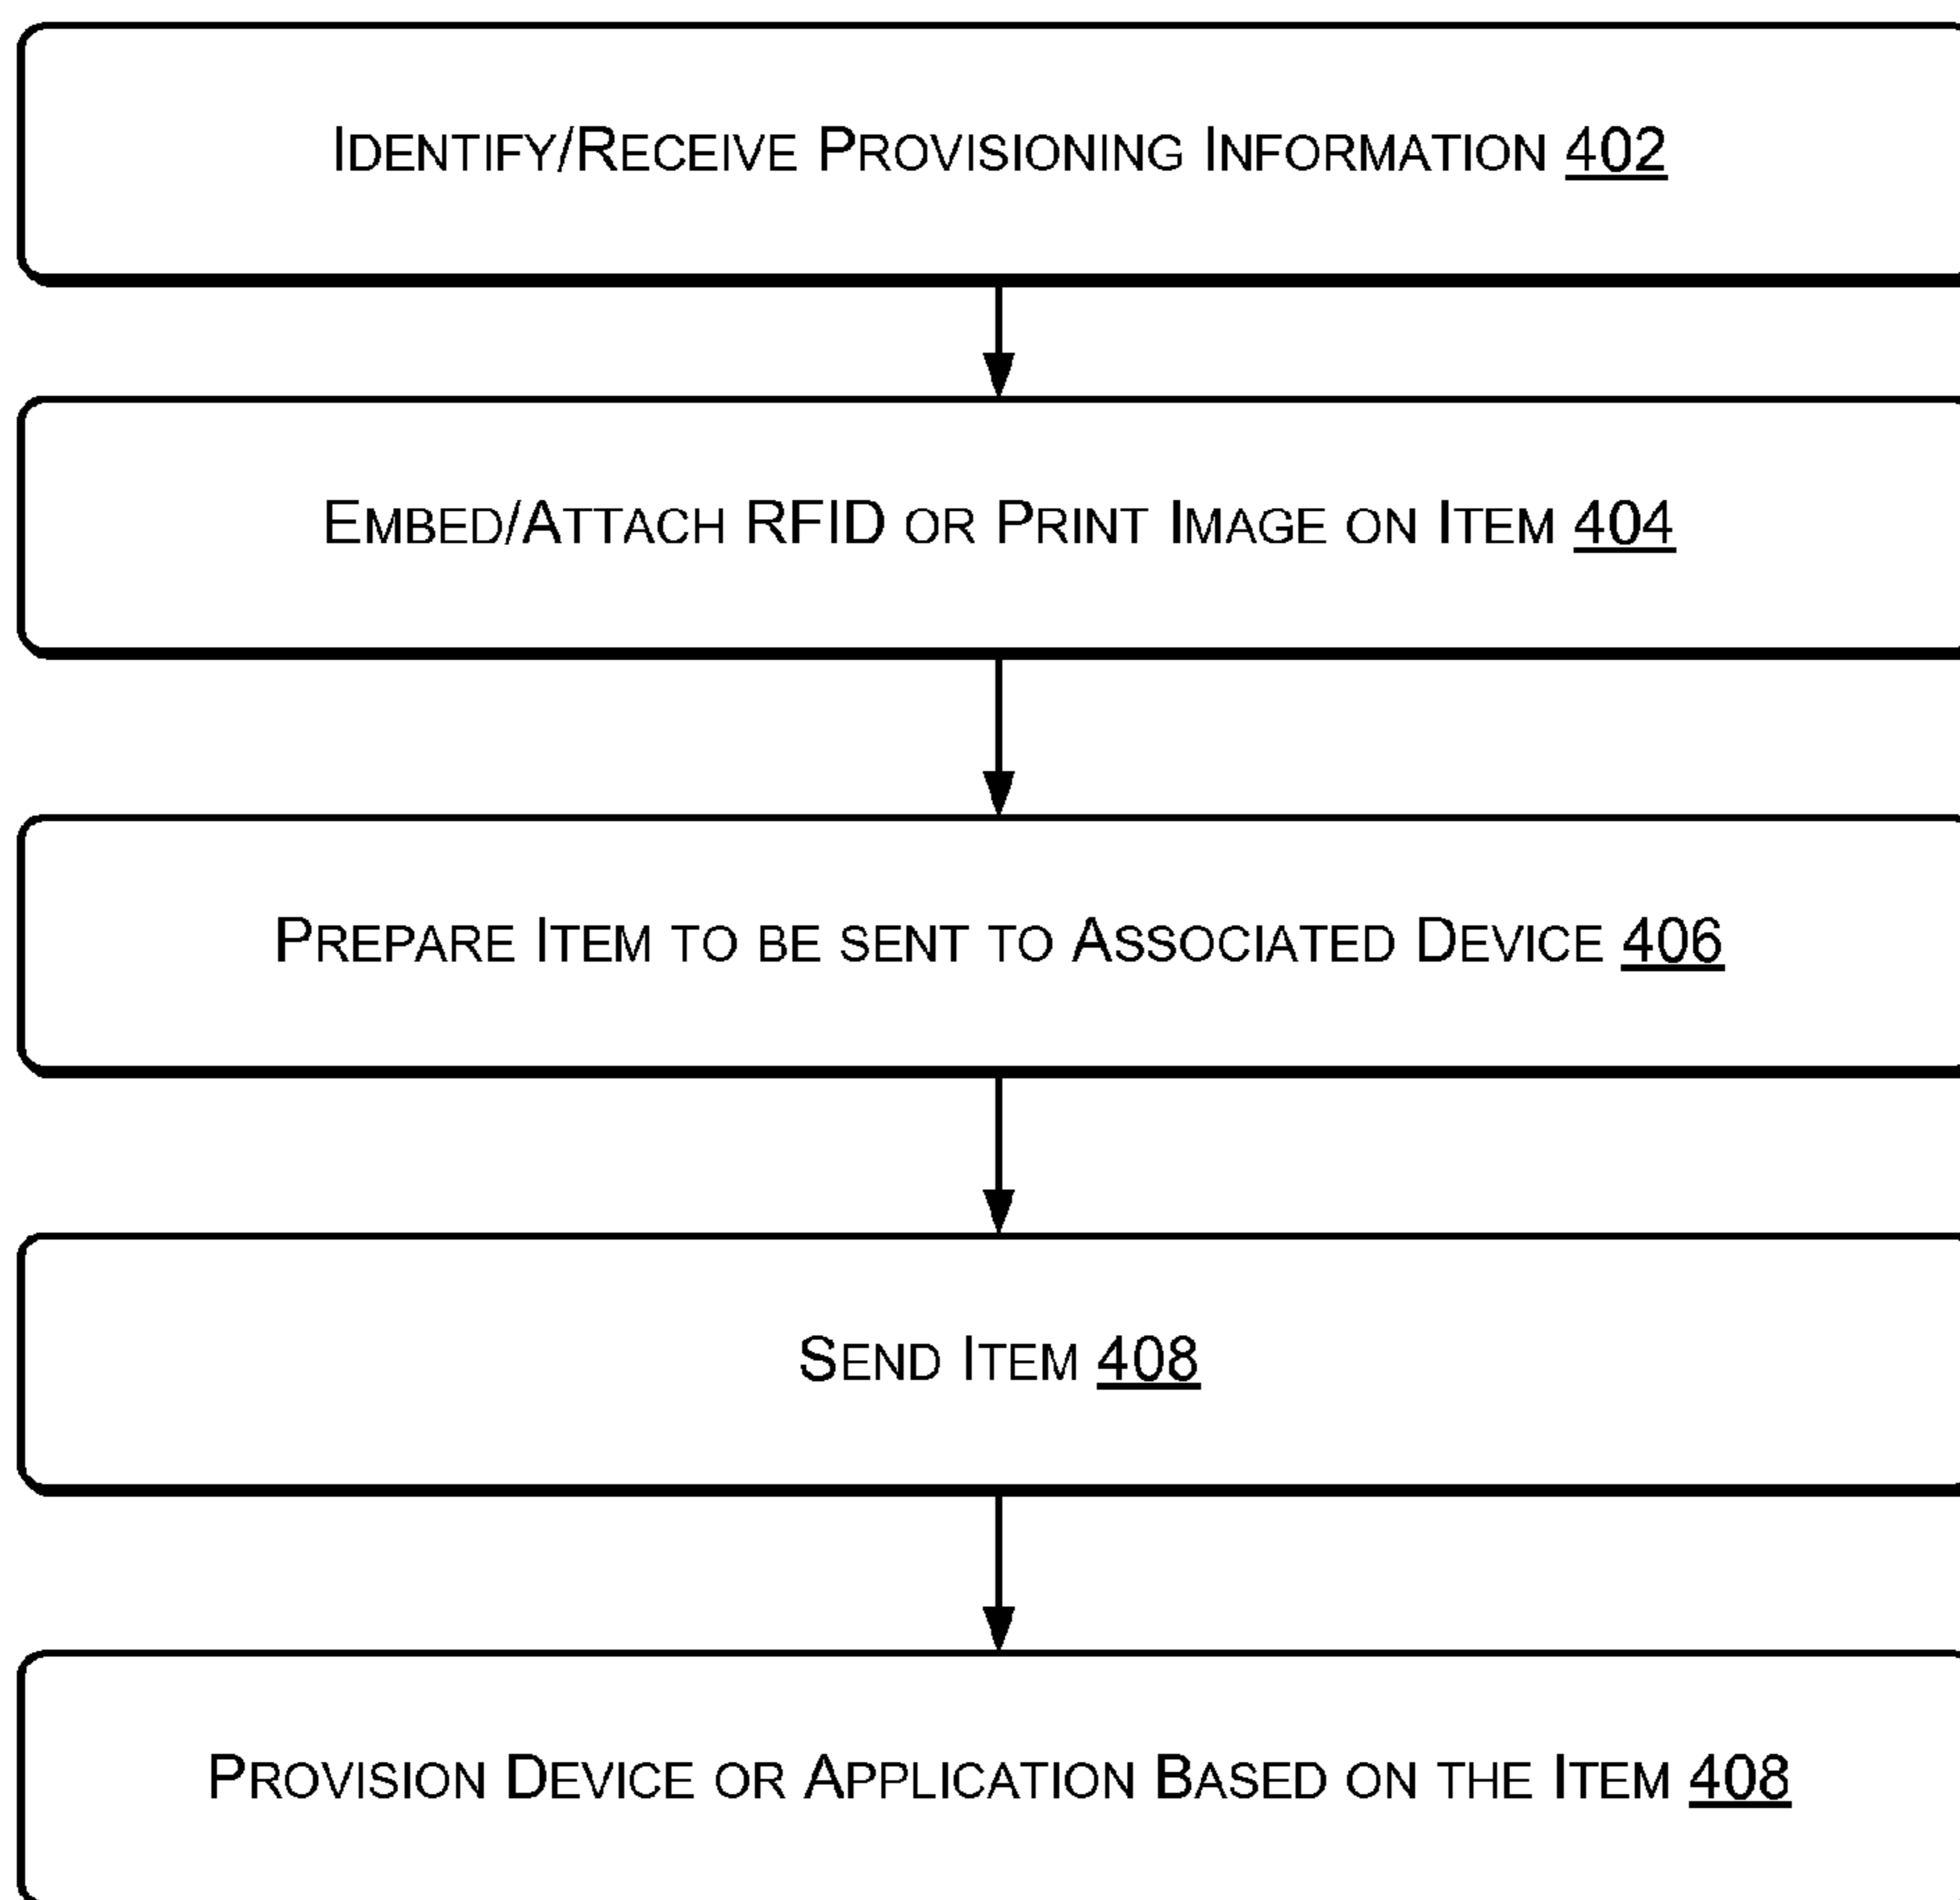 Identify/Receive Provisioning Information 402
Embed/Attach RFID or Print Image on Item 404
Prepare Item to be sent to Associated Device 406
Send Item 408
Provision Device or Application Based on the Item 408